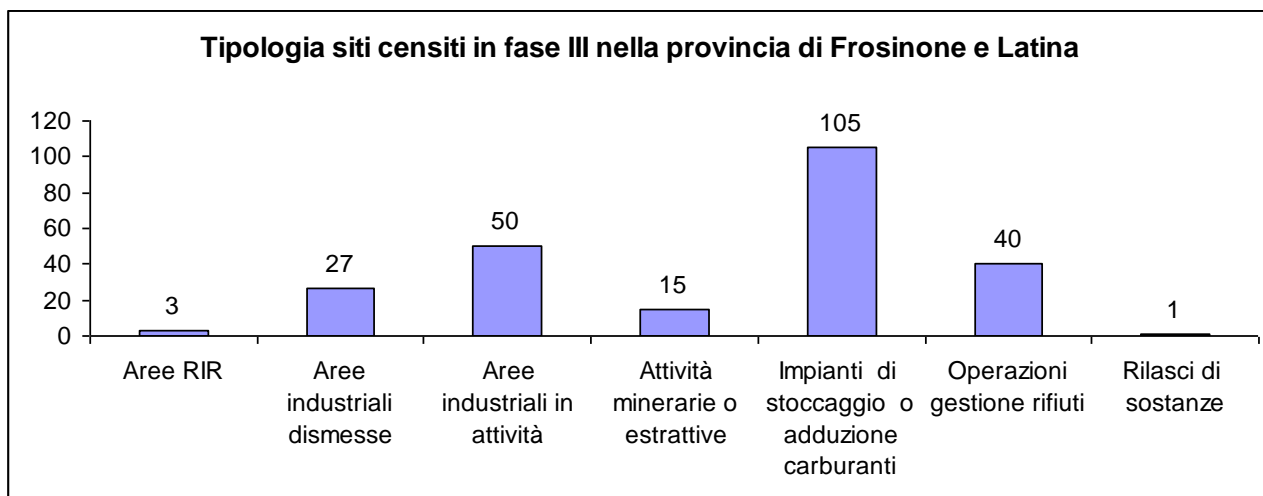 Tipologia siti censiti in fase III nella provincia di Frosinone e Latina
120
100
80
60
40
20
0
3
27
50
15
105
40
1
Aree RIR
Aree
industriali
dismesse
Aree
industriali in
attività
Attività
minerarie o
estrattive
Impianti di
stoccaggio o
adduzione
carburanti
Operazioni
gestione rifiuti
Rilasci di
sostanze